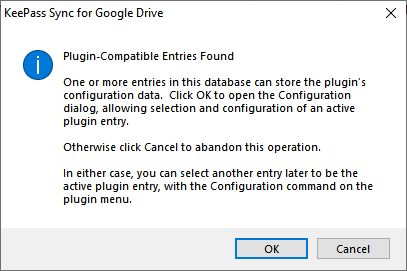 KeePass Sync for Google Drive
Plugin-Compatible Entries Found
One or more entries in this database can store the plugin's
configuration data.  Click OK to open the Configuration
dialog, allowing selection and configuration of an active
plugin entry.
Otherwise click Cancel to abandon this operation.
In either case, you can select another entry later to be the
active plugin entry, with the Configuration command on the
plugin menu.
OK
Cancel